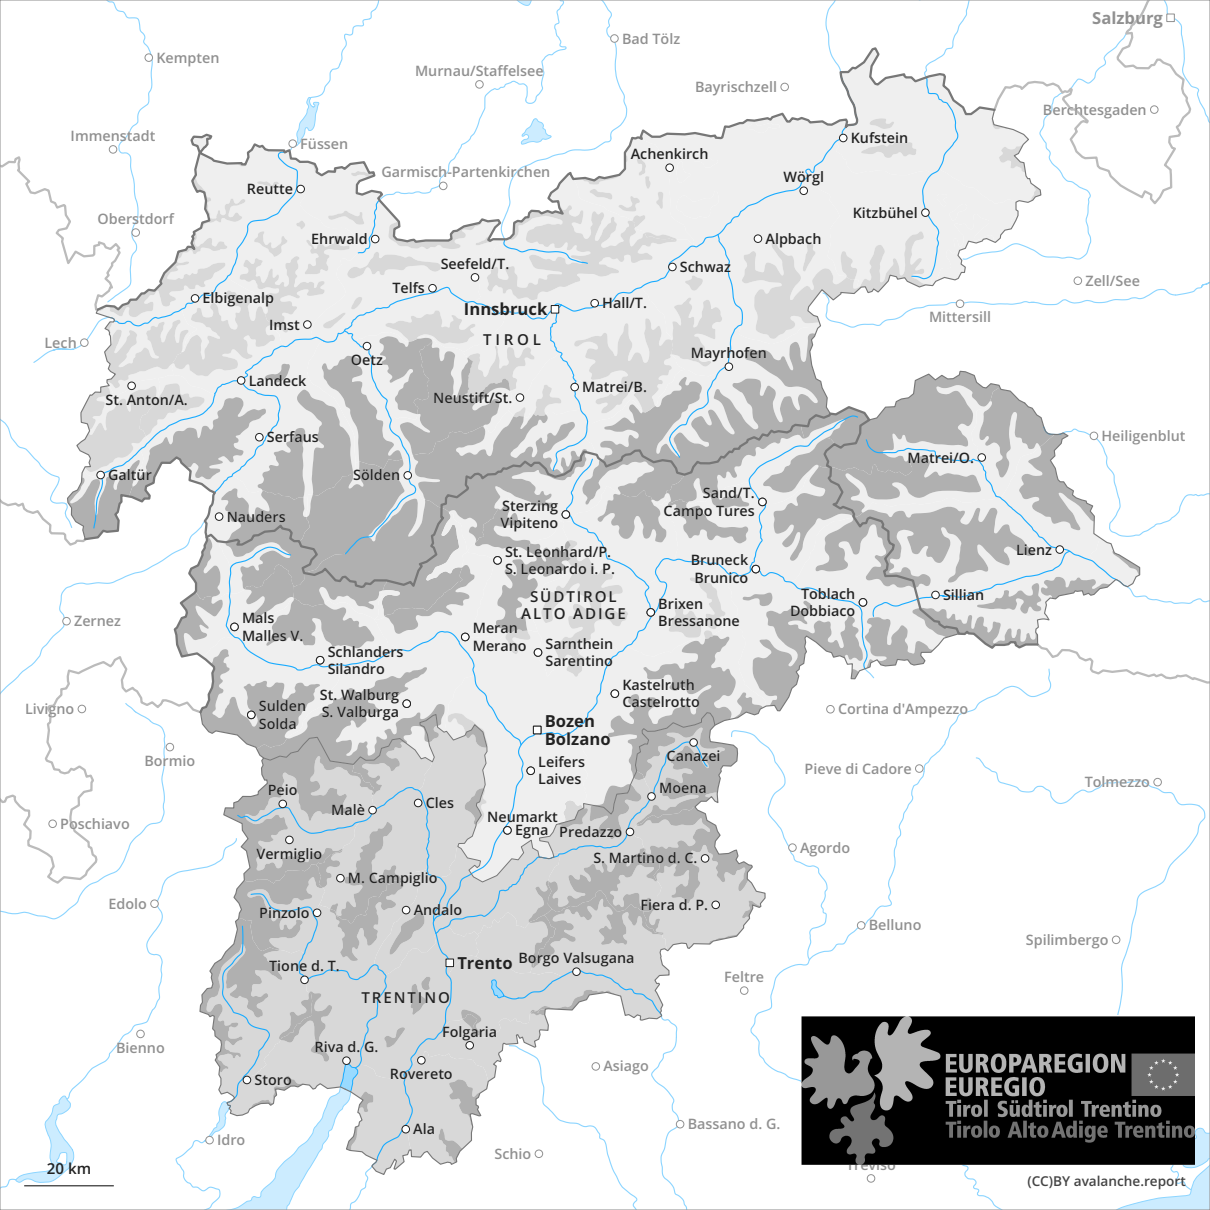 Salzburg
Kempten
Bad Tölz
Murnau/Staffelsee
Bayrischzell
Berchtesgaden
Immenstadt
Füssen
Kufstein
Achenkirch
Garmisch-Partenkirchen
Reutte
Wörgl
Oberstdorf
Kitzbühel
Ehrwald
Alpbach
Seefeld/T.
Schwaz
Zell/See
Telfs
Elbigenalp
Innsbruck
Hall/T.
Mittersill
Imst
TIROL
Lech
Oetz
Mayrhofen
Landeck
Matrei/B.
St. Anton/A.
Neustift/St.
Serfaus
Heiligenblut
Matrei/O.
Galtür
Sölden
Sand/T.
Campo Tures
Sterzing
Vipiteno
Nauders
St. Leonhard/P.
S. Leonardo i. P.
Lienz
Bruneck
Brunico
SÜDTIROL
ALTO ADIGE
Toblach
Dobbiaco
Sillian
Brixen
Bressanone
Zernez
Mals
Malles V.
Meran
Merano
Sarnthein
Sarentino
Schlanders
Silandro
Kastelruth
Castelrotto
St. Walburg
S. Valburga
Livigno
Sulden
Solda
Cortina d'Ampezzo
Bozen
Bolzano
Bormio
Canazei
Leifers
Laives
Pieve di Cadore
Tolmezzo
Peio
Moena
Malè
Cles
Neumarkt
Egna
Predazzo
Poschiavo
Vermiglio
Agordo
S. Martino d. C.
M. Campiglio
Edolo
Pinzolo
Andalo
Fiera d. P.
Belluno
Spilimbergo
Trento
Borgo Valsugana
Tione d. T.
Feltre
TRENTINO
Folgaria
Bienno
Riva d. G.
Rovereto
Asiago
Storo
EUROPAREGION
EUREGIO
Tirol Südtirol Trentino
Tirolo Alto Adige Trentino
Ala
Bassano d. G.
Idro
Schio
Treviso
20 km
(CC)BY avalanche.report